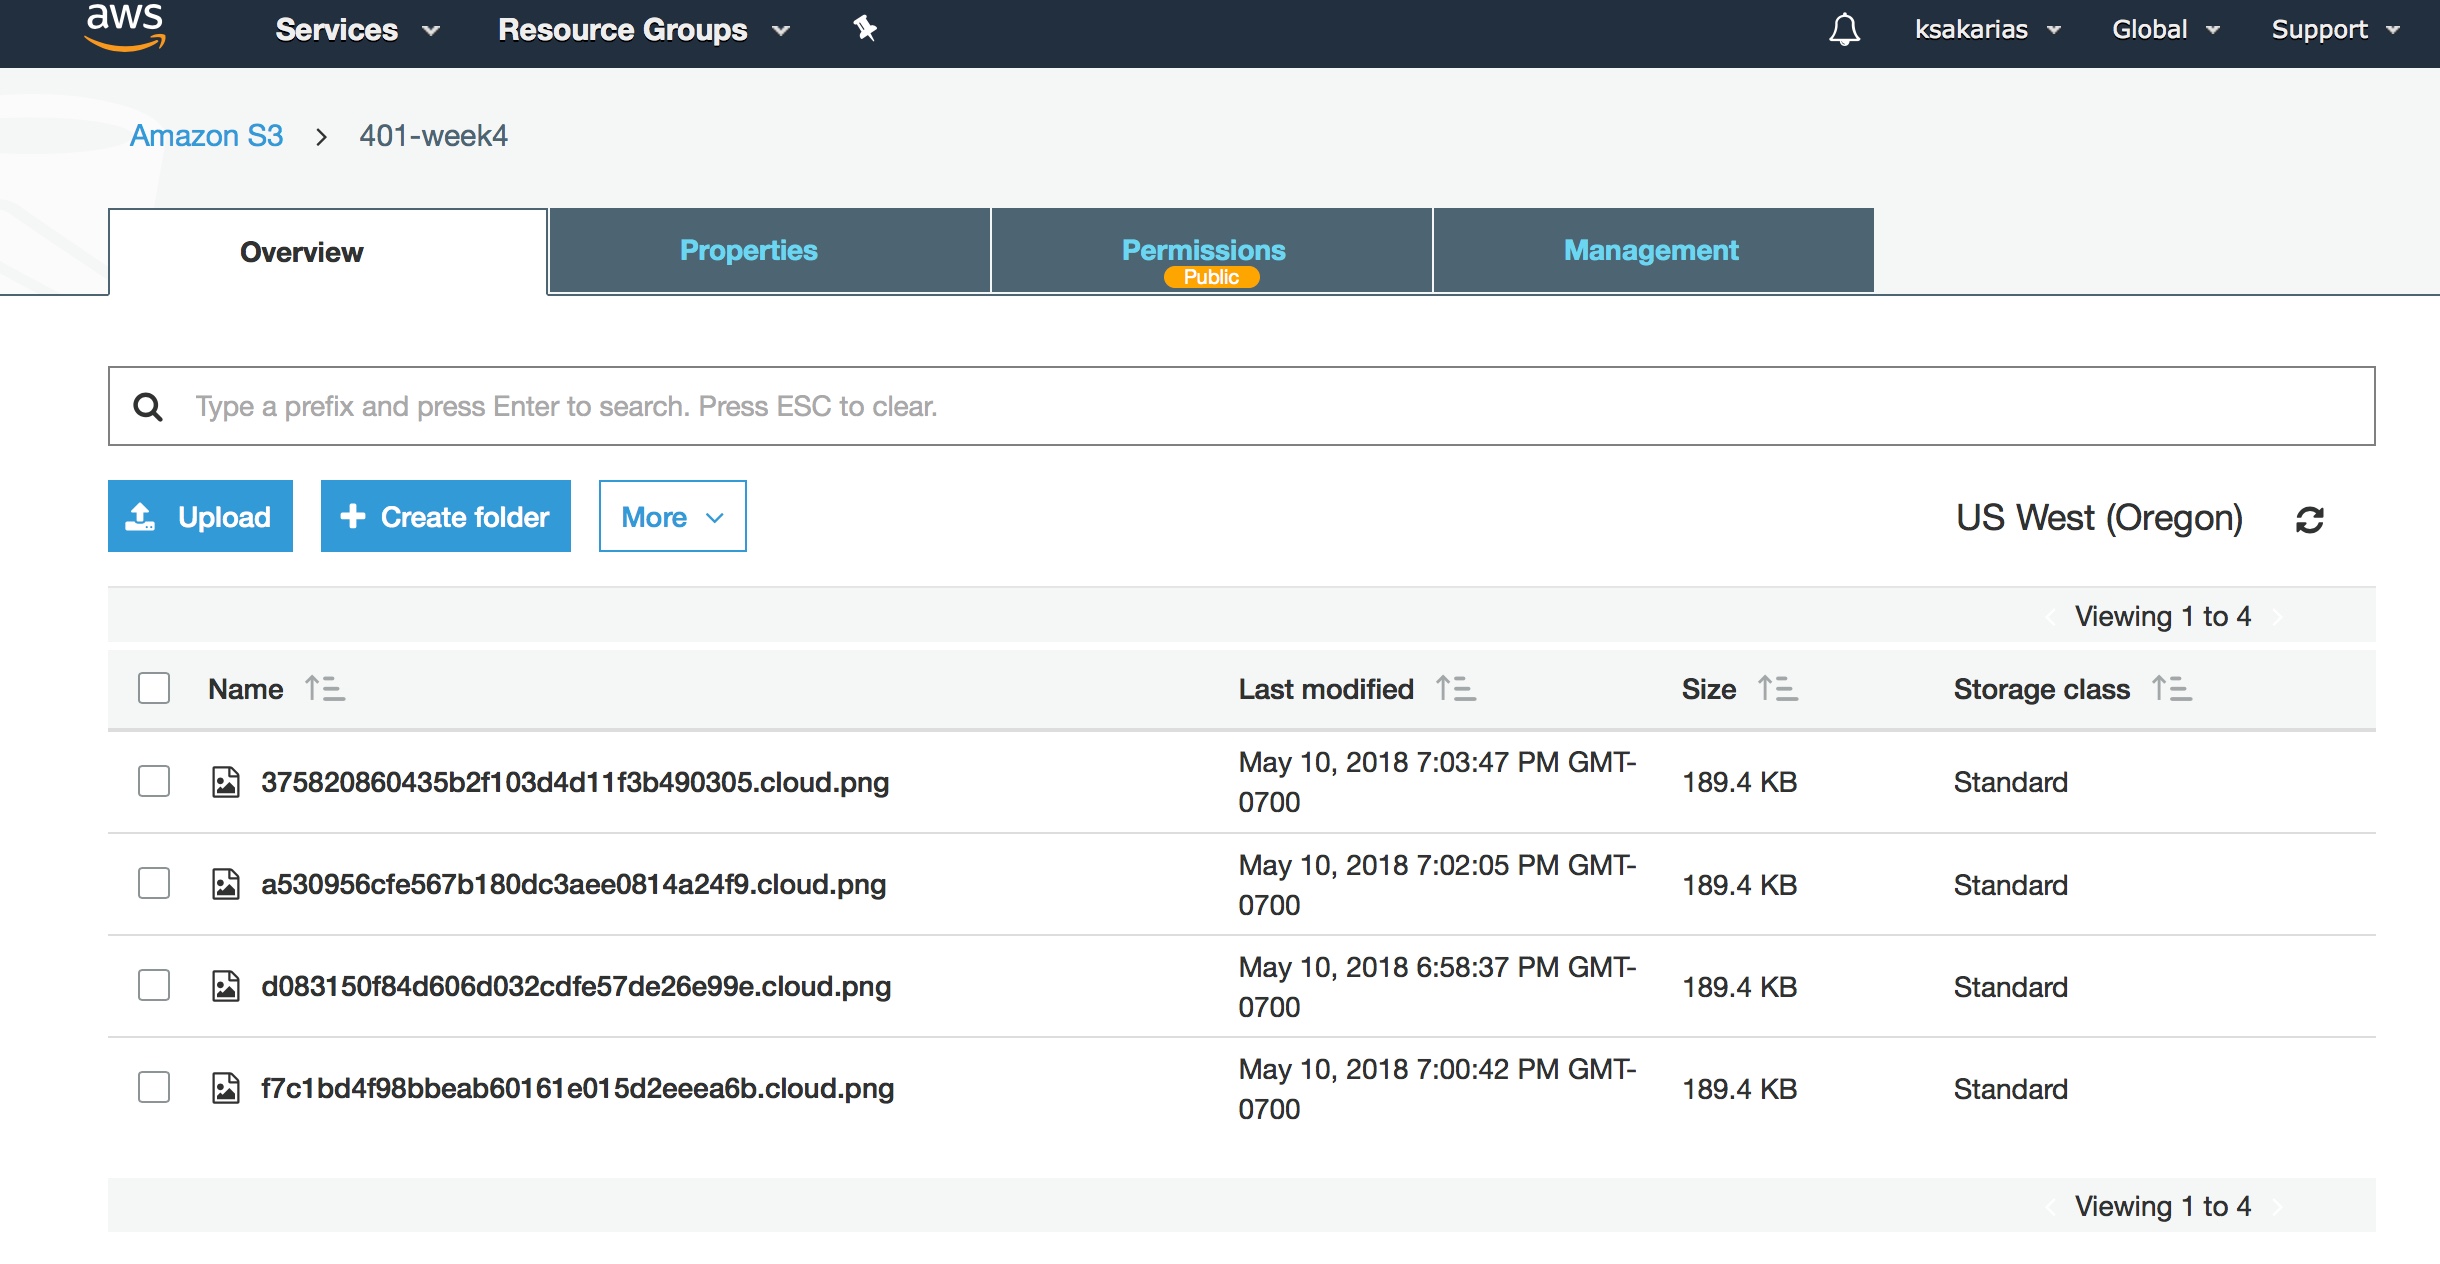 aws Services Resource Groups ksakarias Global Support
Amazon S3 > 401-week4
Overview Properties Permissions Management
Public
Type a prefix and press Enter to search. Press ESC to clear.
Upload Create folder More US West (Oregon)
Viewing 1 to 4
Name Last modified Size Storage class
375820860435b2f103d4d11f3b490305.cloud.png May 10, 2018 7:03:47 PM GMT- 189.4 KB Standard
0700
a530956cfe567b180dc3aee0814a24f9.cloud.png May 10, 2018 7:02:05 PM GMT- 189.4 KB Standard
0700
d083150f84d606d032cdfe57de26e99e.cloud.png May 10, 2018 6:58:37 PM GMT- 189.4 KB Standard
0700
f7c1bd4f98bbeab60161e015d2eeea6b.cloud.png May 10, 2018 7:00:42 PM GMT- 189.4 KB Standard
0700
Viewing 1 to 4